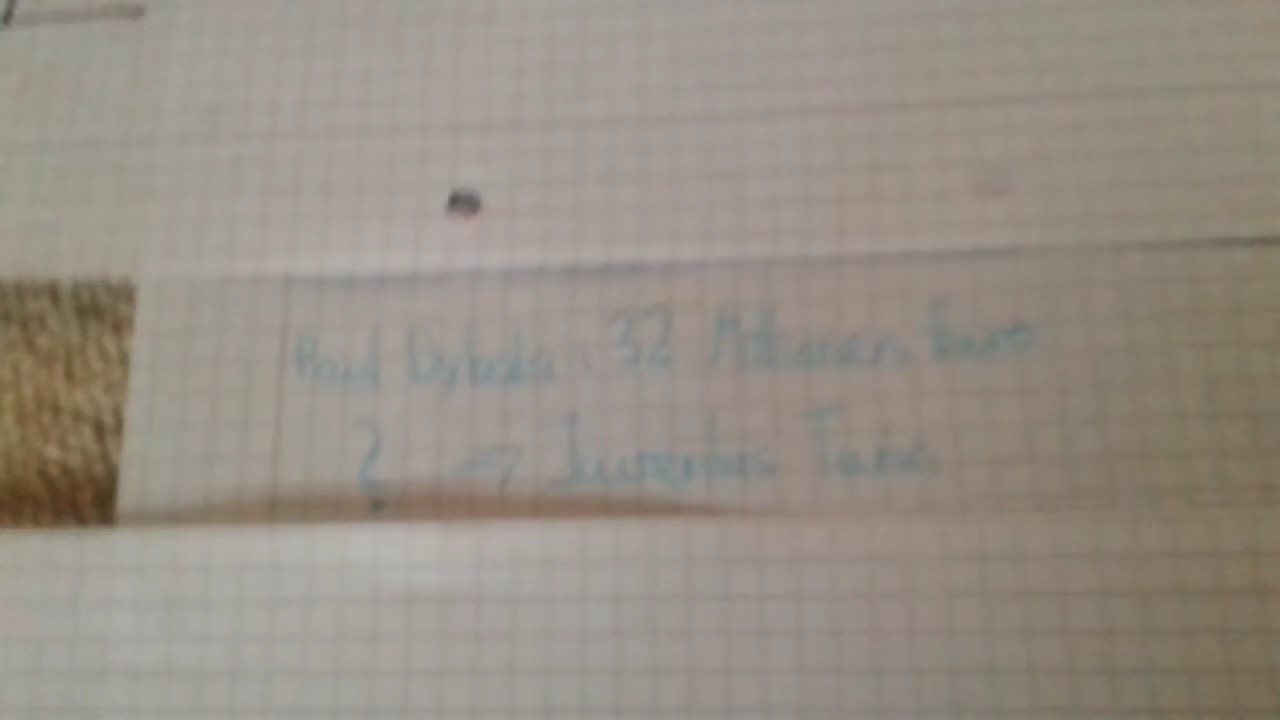 Paul Dybala : 32 Millionen Euro
? → Juventus Turin